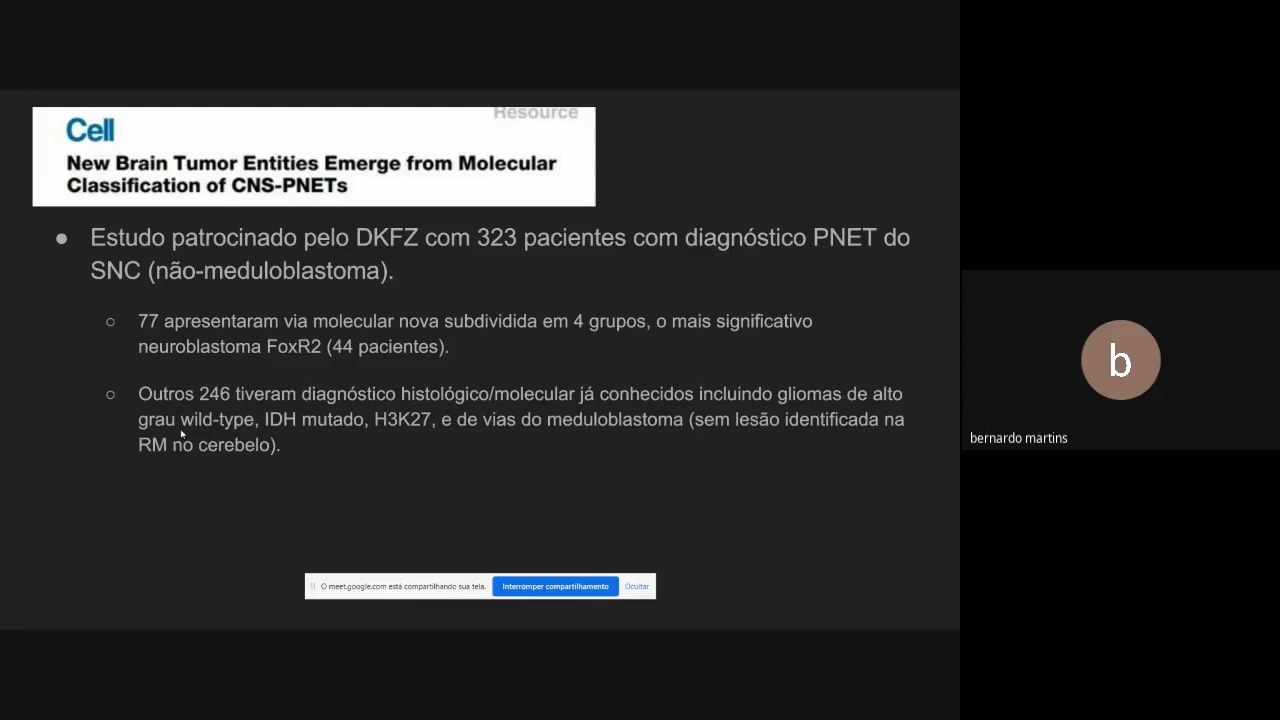 Resource
Cell
New Brain Tumor Entities Emerge from Molecular
Classification of CNS-PNETs
● Estudo patrocinado pelo DKFZ com 323 pacientes com diagnóstico PNET do
SNC (não-meduloblastoma).
○ 77 apresentaram via molecular nova subdividida em 4 grupos, o mais significativo
neuroblastoma FoxR2 (44 pacientes).
○ Outros 246 tiveram diagnóstico histológico/molecular já conhecidos incluindo gliomas de alto
grau wild-type, IDH mutado, H3K27, e de vias do meduloblastoma (sem lesão identificada na
RM no cerebelo).
O meet.google.com está compartilhando sua tela. Interromper compartilhamento Ocultar
b
bernardo martins